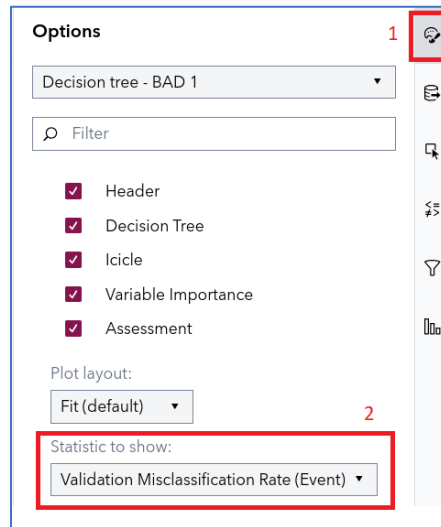 Options
1
Decision tree - BAD 1
Filter
Header
Decision Tree
Icicle
Variable Importance
Assessment
Plot layout:
Fit (default)
2
Statistic to show:
Validation Misclassification Rate (Event)